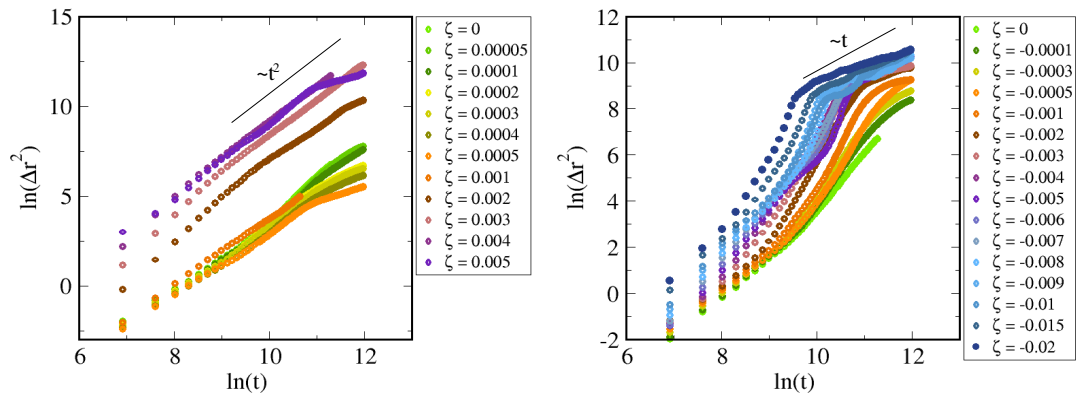 15
10
5
0
6
8
10
12
ln(t)
ln(Δr²)
~t²
ζ = 0
ζ = 0.00005
ζ = 0.0001
ζ = 0.0002
ζ = 0.0003
ζ = 0.0004
ζ = 0.0005
ζ = 0.001
ζ = 0.002
ζ = 0.003
ζ = 0.004
ζ = 0.005
12
10
8
6
4
2
0
-2
6
8
10
12
ln(t)
ln(Δr²)
~t
ζ = 0
ζ = -0.0001
ζ = -0.0003
ζ = -0.0005
ζ = -0.001
ζ = -0.002
ζ = -0.003
ζ = -0.004
ζ = -0.005
ζ = -0.006
ζ = -0.007
ζ = -0.008
ζ = -0.009
ζ = -0.01
ζ = -0.015
ζ = -0.02